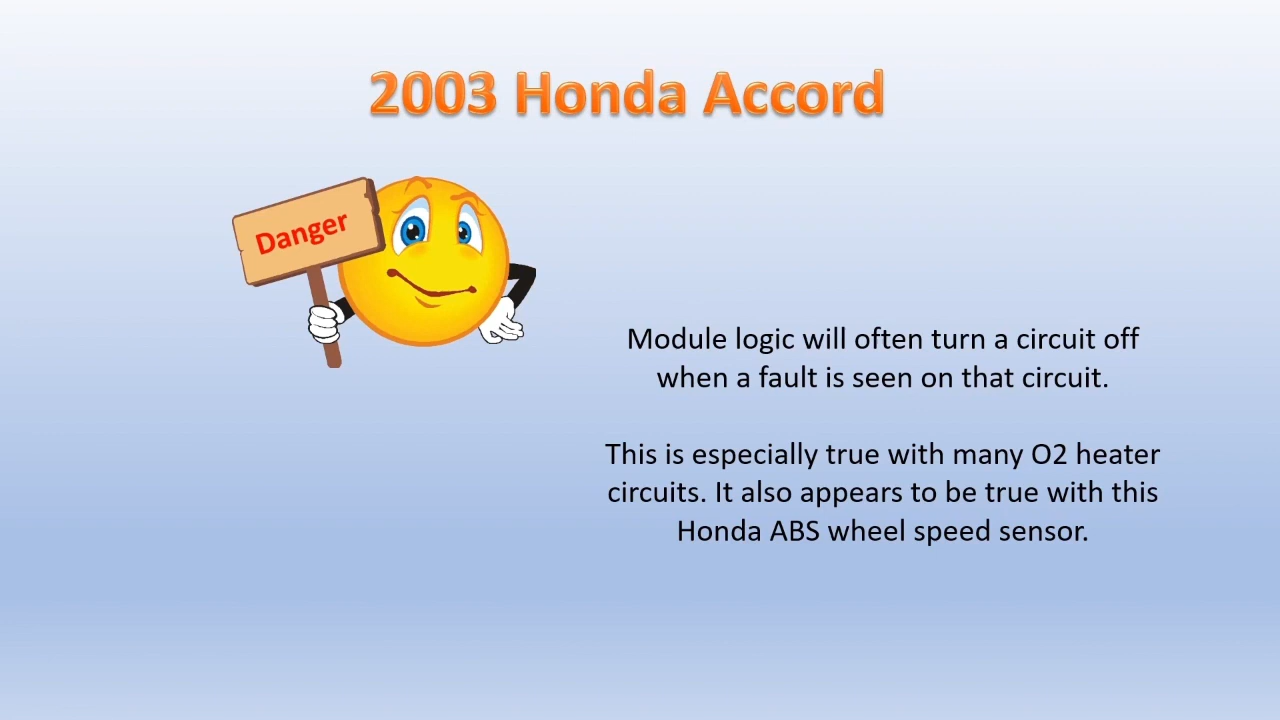 2003 Honda Accord
Danger
Module logic will often turn a circuit off
when a fault is seen on that circuit.
This is especially true with many O2 heater
circuits. It also appears to be true with this
Honda ABS wheel speed sensor.